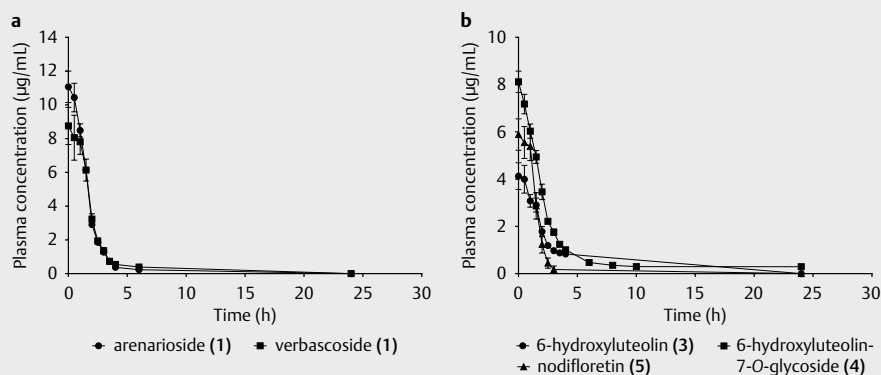 a
Plasma concentration (µg/mL)
14
12
10
8
6
4
2
0
0 5 10 15 20 25 30
Time (h)
arenarioside (1) verbascoside (1)
b
Plasma concentration (µg/mL)
10
8
6
4
2
0
0 5 10 15 20 25 30
Time (h)
6-hydroxyluteolin (3) 6-hydroxyluteolin-
nodifloretin (5) 7-O-glycoside (4)